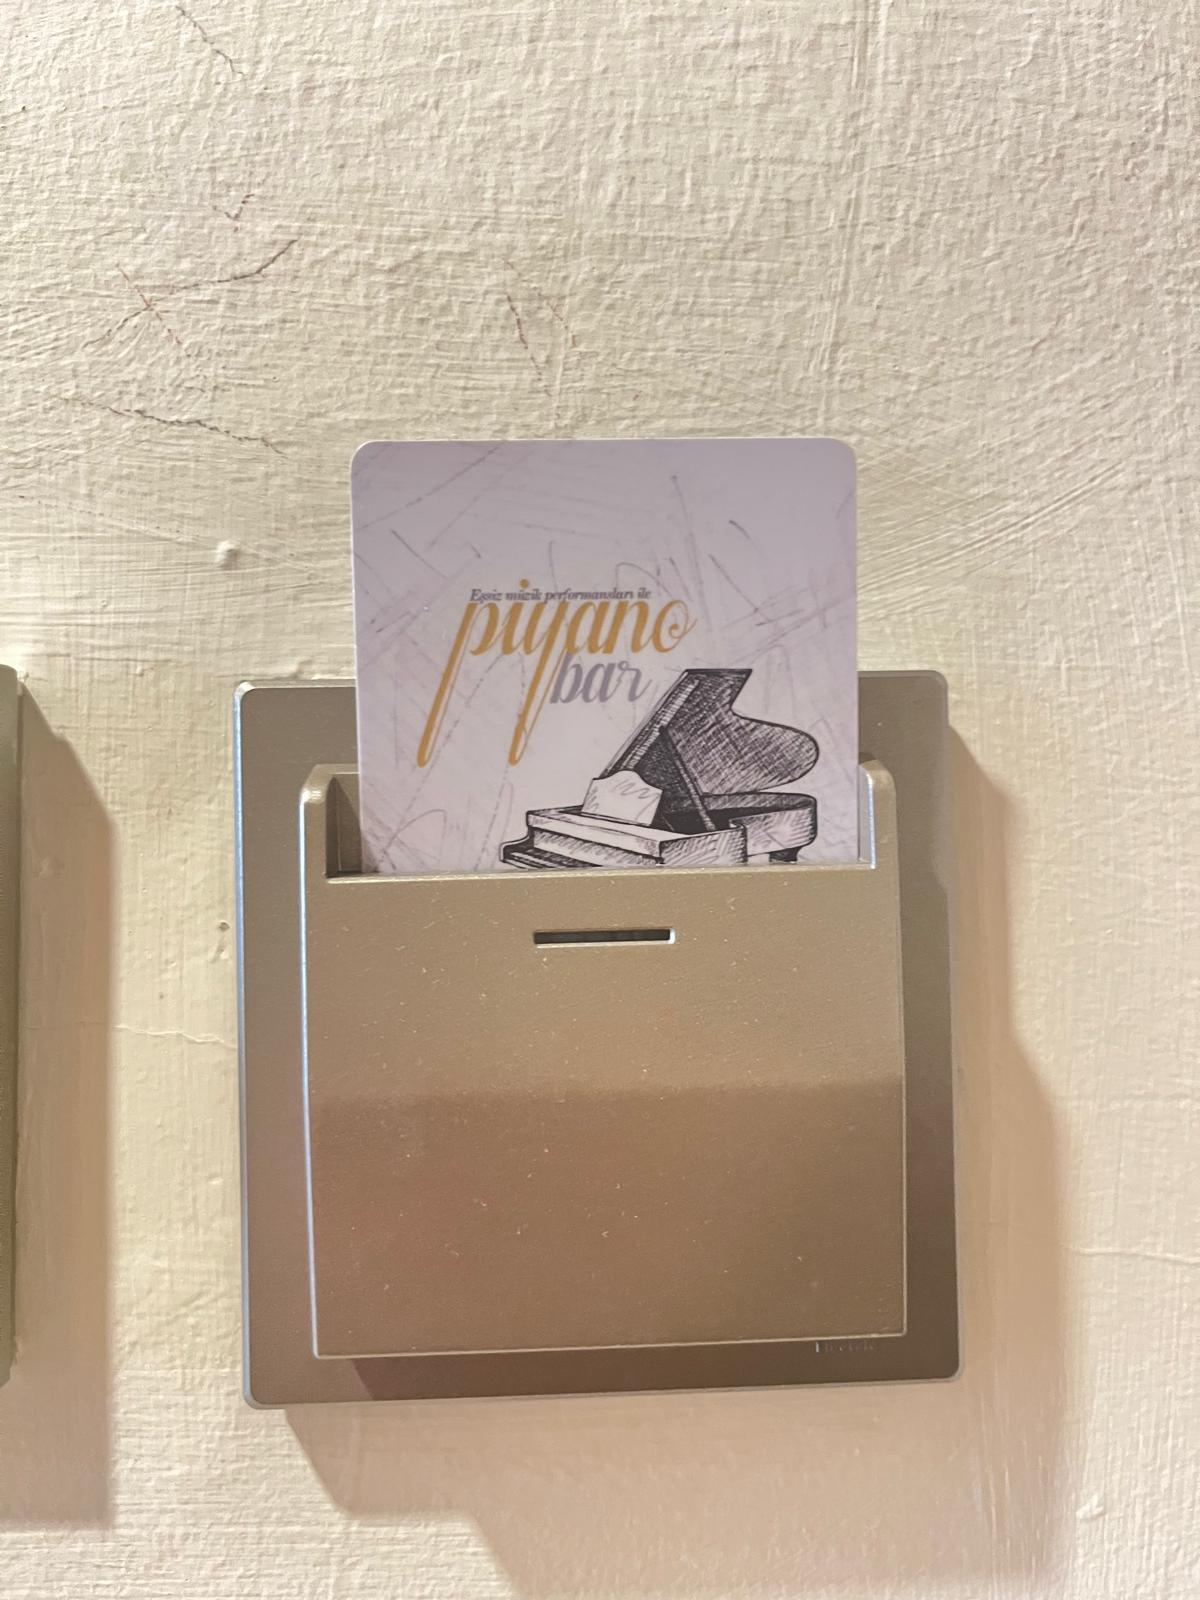 Eşsiz müzik performansları ile
piyano
bar